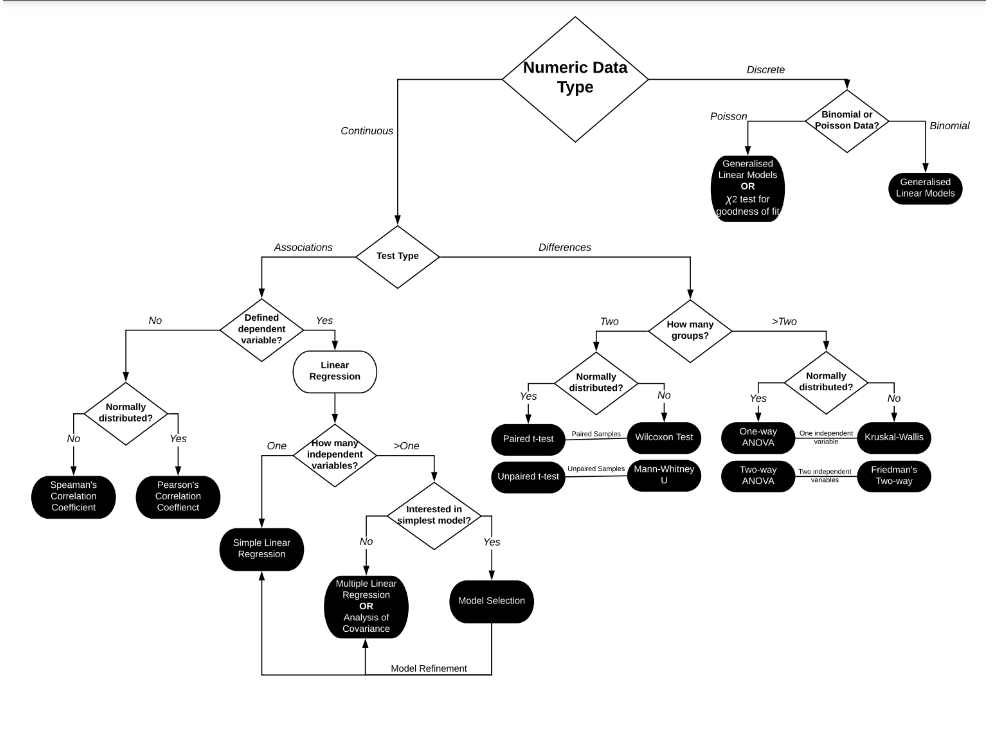 Numeric Data
Type
Discrete
Continuous
Binomial or
Poisson Data?
Poisson
Binomial
Generalised
Linear Models
OR
χ2 test for
goodness of fit
Generalised
Linear Models
Test Type
Associations
Differences
Defined
dependent
variable?
No
Yes
Linear
Regression
Normally
distributed?
No
Yes
Speaman's
Correlation
Coefficient
Pearson's
Correlation
Coeffienct
How many
independent
variables?
One
>One
Simple Linear
Regression
Interested in
simplest model?
No
Yes
Multiple Linear
Regression
OR
Analysis of
Covariance
Model Selection
Model Refinement
How many
groups?
Two
>Two
Normally
distributed?
Yes
No
Paired t-test
Paired Samples
Wilcoxon Test
Unpaired t-test
Unpaired Samples
Mann-Whitney
U
Normally
distributed?
Yes
No
One-way
ANOVA
One independent
variable
Kruskal-Wallis
Two-way
ANOVA
Two independent
variables
Friedman's
Two-way